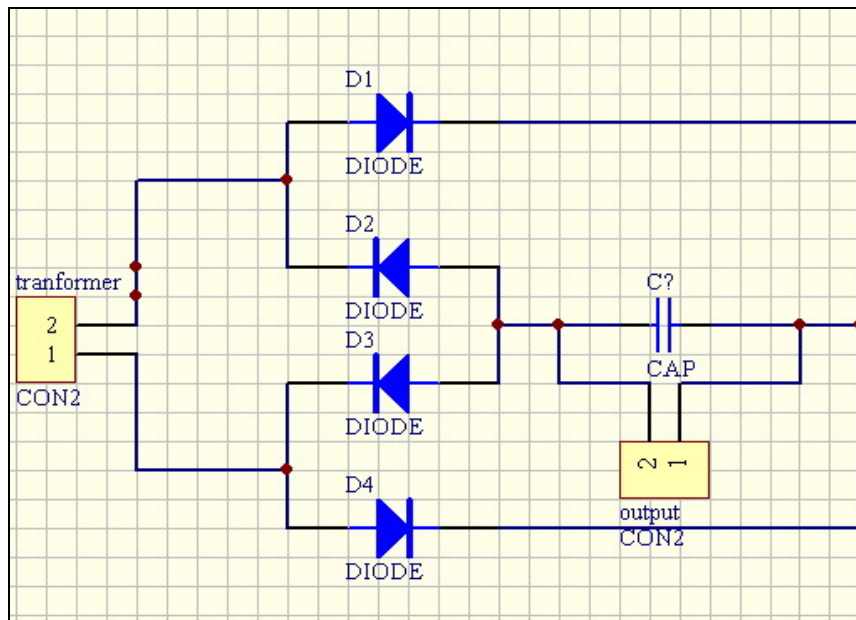 D1
DIODE
D2
DIODE
tranformer
2
1
CON2
D3
DIODE
C?
CAP
2
1
output
CON2
D4
DIODE